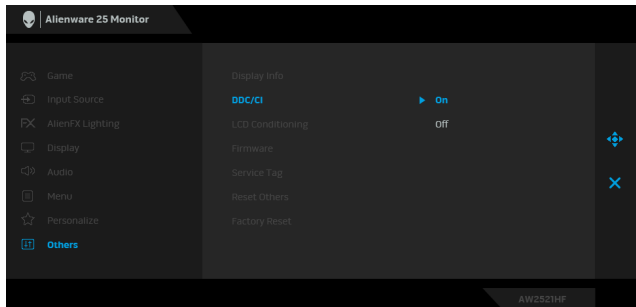 Alienware 25 Monitor
Game
Input Source
FX AlienFX Lighting
Display
Audio
Menu
Personalize
Others
Display Info
DDC/CI On
LCD Conditioning Off
Firmware
Service Tag
Reset Others
Factory Reset
AW2521HF